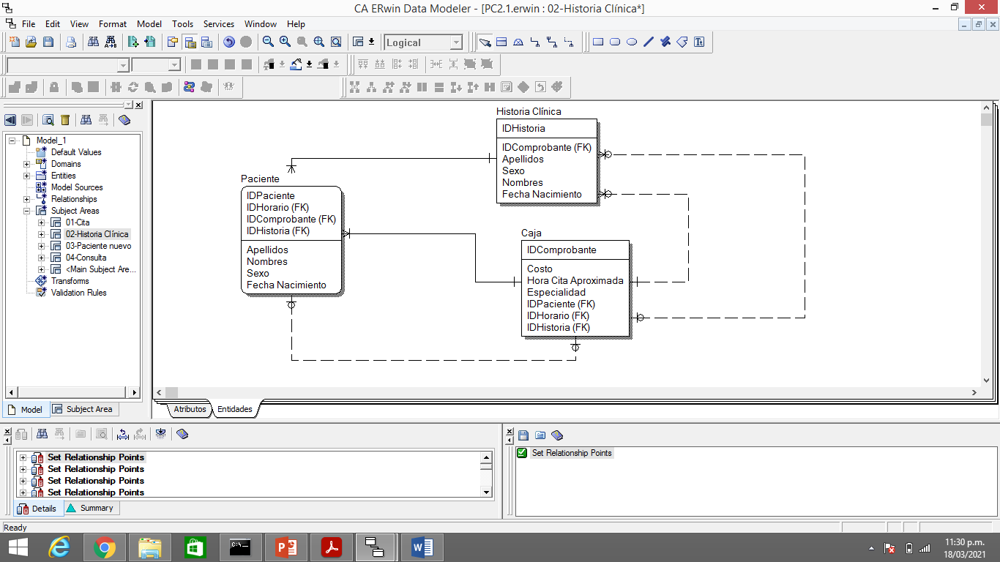 CA ERwin Data Modeler - [PC2.1.erwin : 02-Historia Clínica*]
File Edit View Format Model Tools Services Window Help
Logical
Model_1
Default Values
Domains
Entities
Model Sources
Relationships
Subject Areas
01-Cita
02-Historia Clínica
03-Paciente nuevo
04-Consulta
<Main Subject Are...
Transforms
Validation Rules
Model Subject Area
Historia Clínica
IDHistoria
IDComprobante (FK)
Apellidos
Sexo
Nombres
Fecha Nacimiento
Paciente
IDPaciente
IDHorario (FK)
IDComprobante (FK)
IDHistoria (FK)
Apellidos
Nombres
Sexo
Fecha Nacimiento
Caja
IDComprobante
Costo
Hora Cita Aproximada
Especialidad
IDPaciente (FK)
IDHorario (FK)
IDHistoria (FK)
Atributos Entidades
Set Relationship Points
Set Relationship Points
Set Relationship Points
Set Relationship Points
Details Summary
Set Relationship Points
Ready
11:30 p.m.
18/03/2021